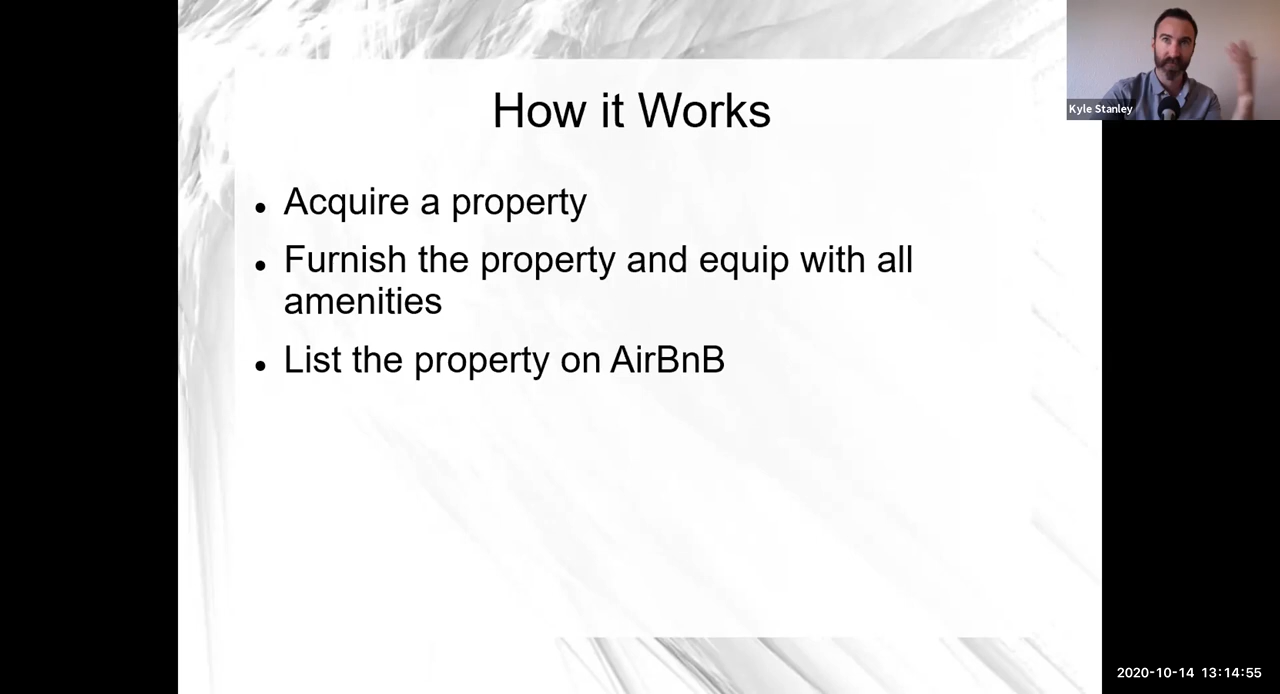 How it Works
Kyle Stanley
• Acquire a property
• Furnish the property and equip with all
amenities
• List the property on AirBnB
2020-10-14 13:14:55